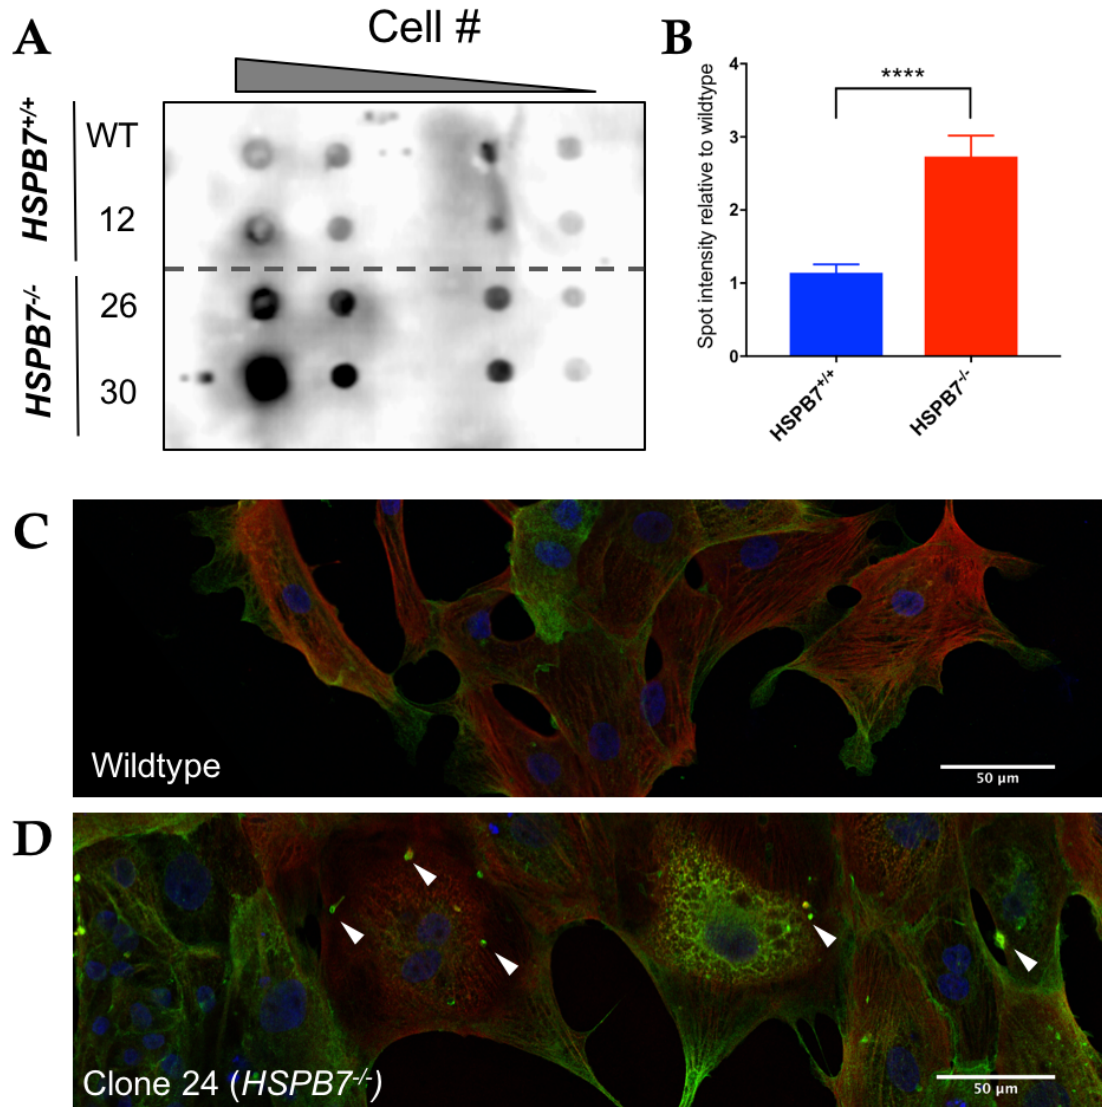 A
Cell #
HSPB7+/+
WT
12
HSPB7-/-
26
30
B
Spot intensity relative to wildtype
4
3
2
1
0
****
HSPB7+/+
HSPB7-/-
C
Wildtype
50 µm
D
Clone 24 (HSPB7-/-)
50 µm